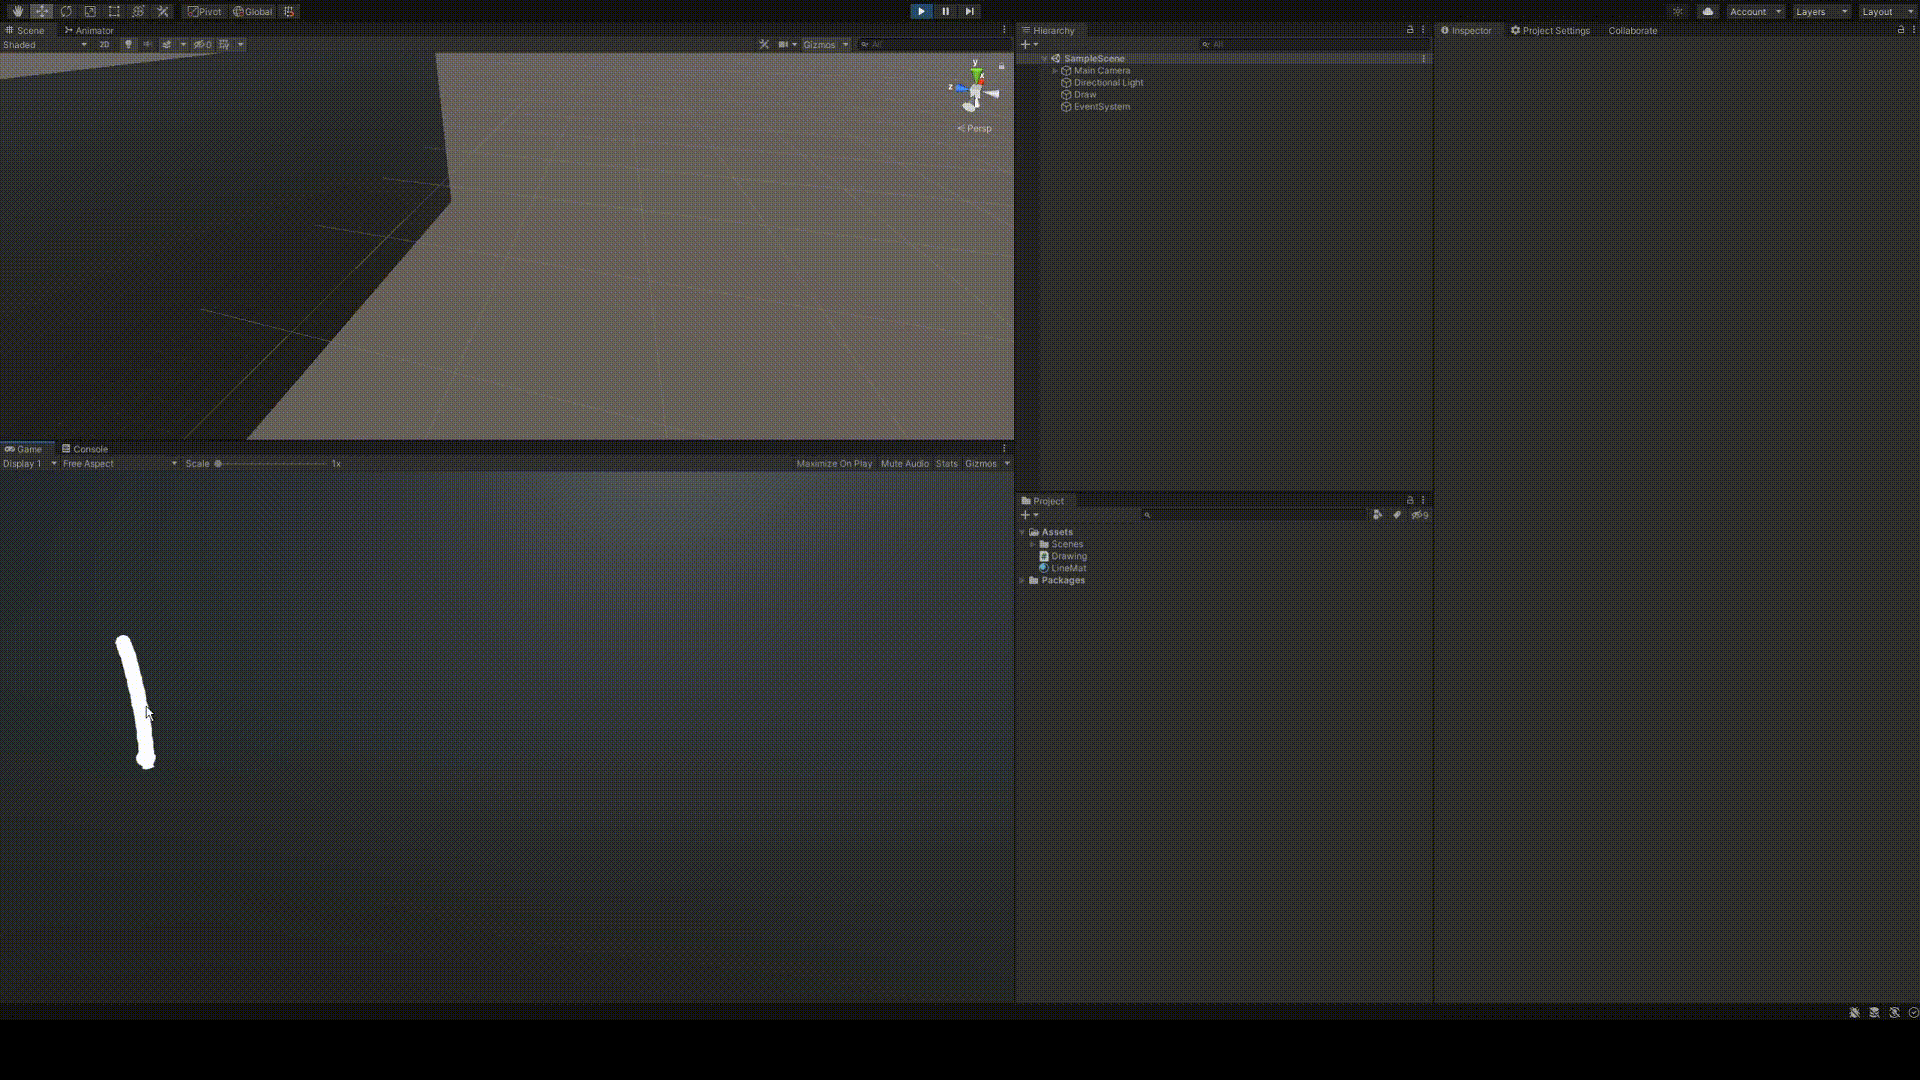 Pivot Global Account Layers Layout
Scene Animator
Shaded 2D 0 Gizmos All
y
x
z
Persp
Hierarchy
All
SampleScene
Main Camera
Directional Light
Draw
EventSystem
Inspector Project Settings Collaborate
Game Console
Display 1 Free Aspect Scale 1x Maximize On Play Mute Audio Stats Gizmos
Project
9
Assets
Scenes
Drawing
LineMat
Packages